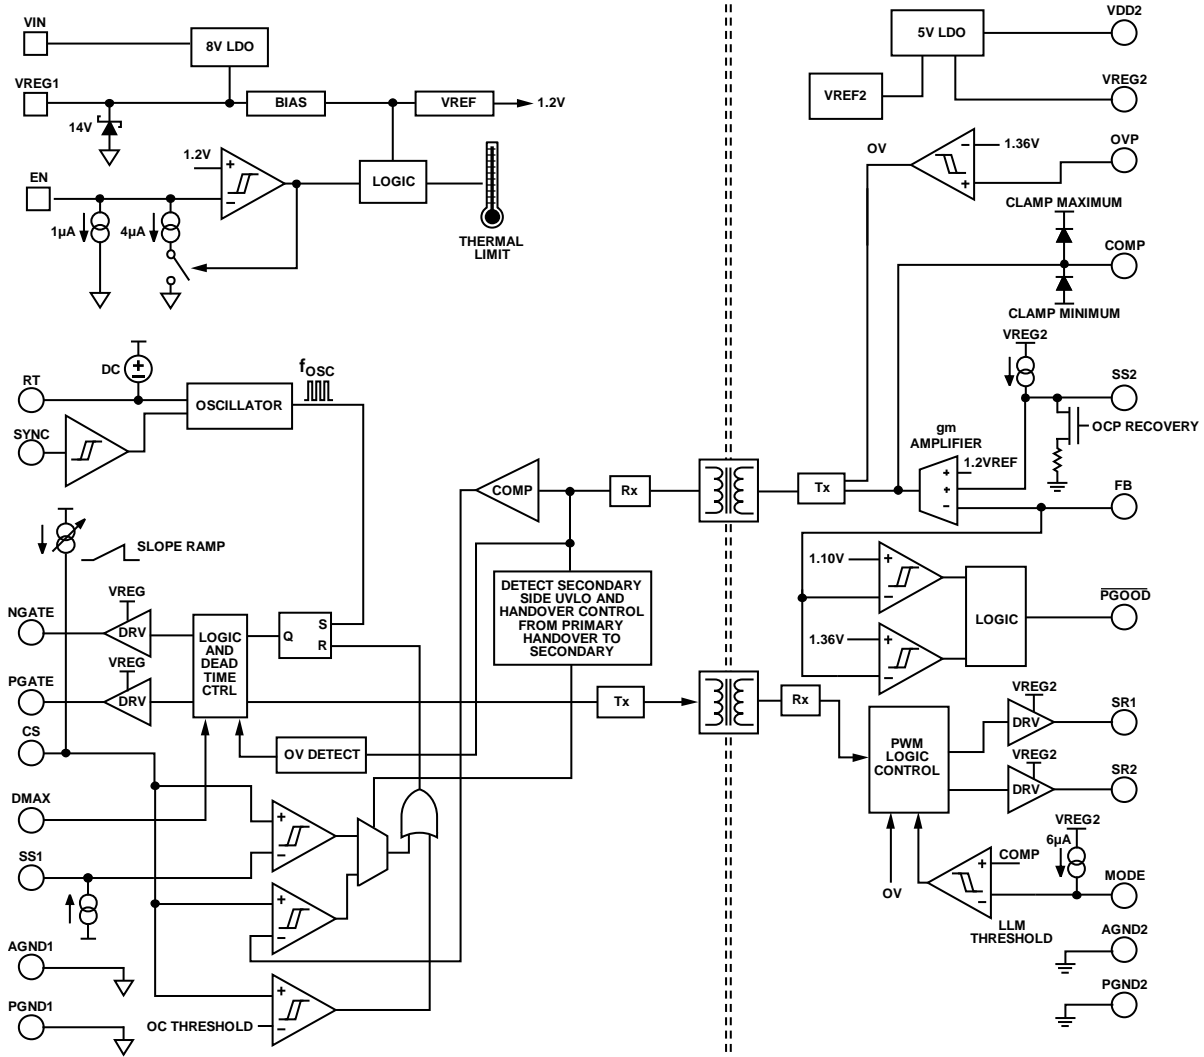 VIN
8V LDO
VREG1
BIAS
VREF
1.2V
14V
1.2V
+
–
EN
LOGIC
1µA
4µA
THERMAL
LIMIT
VDD2
5V LDO
VREF2
VREG2
OV
1.36V
–
+
OVP
CLAMP MAXIMUM
COMP
CLAMP MINIMUM
VREG2
SS2
OCP RECOVERY
gm
AMPLIFIER
1.2VREF
+
+
–
FB
DC
+
–
RT
OSCILLATOR
fOSC
SYNC
COMP
Rx
Tx
SLOPE RAMP
DETECT SECONDARY
SIDE UVLO AND
HANDOVER CONTROL
FROM PRIMARY
HANDOVER TO
SECONDARY
1.10V
+
–
1.36V
+
–
LOGIC
PGOOD
NGATE
VREG
DRV
LOGIC
AND
DEAD
TIME
CTRL
Q
S
R
PGATE
VREG
DRV
Tx
Rx
CS
OV DETECT
PWM
LOGIC
CONTROL
VREG2
DRV
SR1
VREG2
DRV
SR2
DMAX
+
–
SS1
+
–
OV
COMP
+
–
VREG2
6µA
MODE
LLM
THRESHOLD
AGND1
AGND2
PGND1
OC THRESHOLD
+
–
PGND2